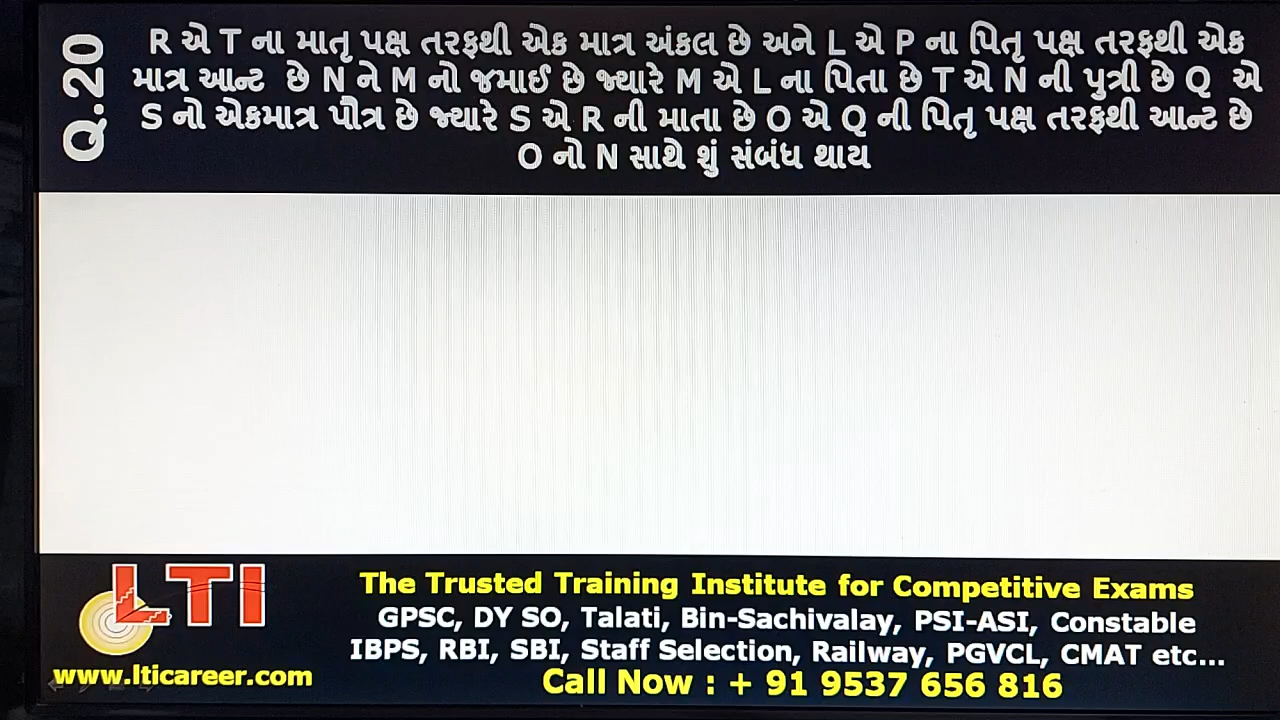 Q.20
R એ T ના માતૃ પક્ષ તરફથી એક માત્ર અંકલ છે અને L એ P ના પિતૃ પક્ષ તરફથી એક
માત્ર આન્ટ છે N ને M નો જમાઈ છે જ્યારે M એ L ના પિતા છે T એ N ની પુત્રી છે Q એ
S નો એકમાત્ર પૌત્ર છે જ્યારે S એ R ની માતા છે O એ Q ની પિતૃ પક્ષ તરફથી આન્ટ છે
O નો N સાથે શું સંબંધ થાય
LTI
www.lticareer.com
The Trusted Training Institute for Competitive Exams
GPSC, DY SO, Talati, Bin-Sachivalay, PSI-ASI, Constable
IBPS, RBI, SBI, Staff Selection, Railway, PGVCL, CMAT etc...
Call Now : + 91 9537 656 816